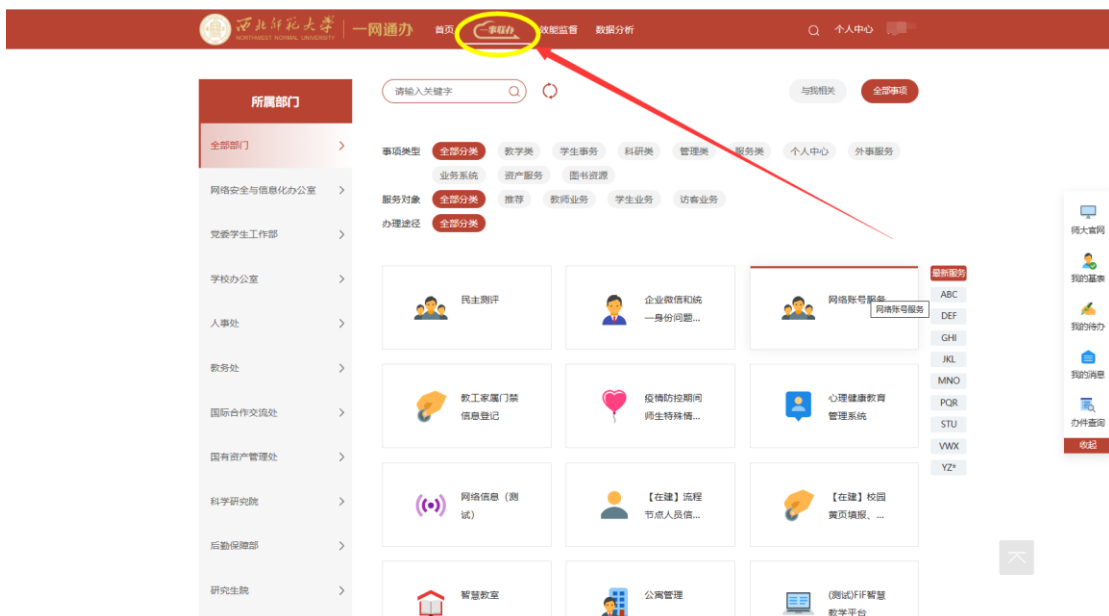 西北师范大学 一网通办 首页 一事联办 效能监督 数据分析 个人中心
NORTHWEST NORMAL UNIVERSITY
所属部门
全部部门
网络安全与信息化办公室
党委学生工作部
学校办公室
人事处
教务处
国际合作交流处
国有资产管理处
科学研究院
后勤保障部
研究生院
请输入关键字
与我相关
全部事项
事项类型 全部分类 教学类 学生事务 科研类 管理类 服务类 个人中心 外事服务
业务系统 资产服务 图书资源
服务对象 全部分类 推荐 教师业务 学生业务 访客业务
办理途径 全部分类
民主测评
企业微信和统
一身份问题...
网络账号服务
网络账号服务
教工家属门禁
信息登记
疫情防控期间
师生特殊情...
心理健康教育
管理系统
网络信息（测
试）
【在建】流程
节点人员信...
【在建】校园
黄页填报、...
智慧教室
公寓管理
(测试)FiF智慧
教学平台
最新服务
ABC
DEF
GHI
JKL
MNO
PQR
STU
VWX
YZ*
师大官网
我的基表
我的待办
我的消息
办件查询
收起